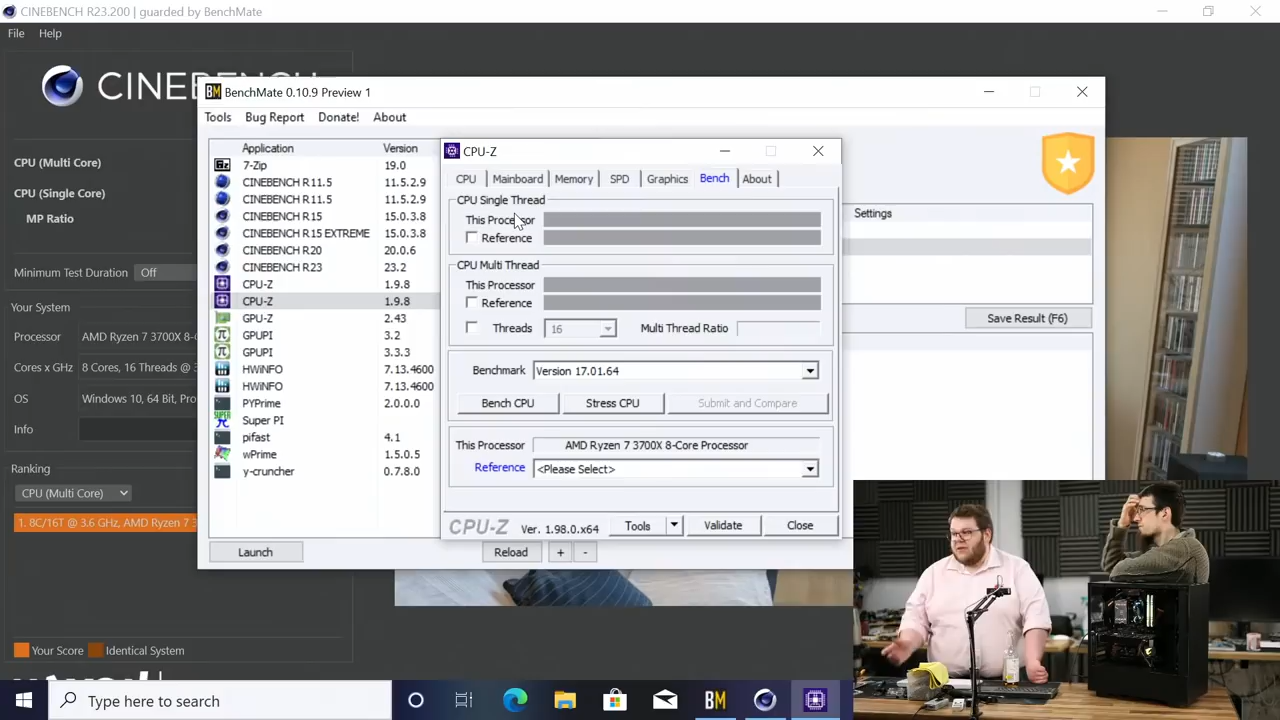 CINEBENCH R23.200 | guarded by BenchMate
File Help
CINEBENCH
CPU (Multi Core)
CPU (Single Core)
MP Ratio
Minimum Test Duration Off
Your System
Processor AMD Ryzen 7 3700X 8-C
Cores x GHz 8 Cores, 16 Threads @ 3
OS Windows 10, 64 Bit, Pro
Info
Ranking
CPU (Multi Core)
1. 8C/16T @ 3.6 GHz, AMD Ryzen 7 3
Your Score Identical System
BM BenchMate 0.10.9 Preview 1
Tools Bug Report Donate! About
Application Version
7-Zip 19.0
CINEBENCH R11.5 11.5.2.9
CINEBENCH R11.5 11.5.2.9
CINEBENCH R15 15.0.3.8
CINEBENCH R15 EXTREME 15.0.3.8
CINEBENCH R20 20.0.6
CINEBENCH R23 23.2
CPU-Z 1.9.8
CPU-Z 1.9.8
GPU-Z 2.43
GPUPI 3.2
GPUPI 3.3.3
HWiNFO 7.13.4600
HWiNFO 7.13.4600
PYPrime 2.0.0.0
SUPER π Super PI
pifast 4.1
wPrime 1.5.0.5
y-cruncher 0.7.8.0
Launch Reload + -
Settings
Save Result (F6)
CPU-Z
CPU Mainboard Memory SPD Graphics Bench About
CPU Single Thread
This Processor
Reference
CPU Multi Thread
This Processor
Reference
Threads 16 Multi Thread Ratio
Benchmark Version 17.01.64
Bench CPU Stress CPU Submit and Compare
This Processor AMD Ryzen 7 3700X 8-Core Processor
Reference <Please Select>
CPU-Z Ver. 1.98.0.x64 Tools Validate Close
Type here to search
BM